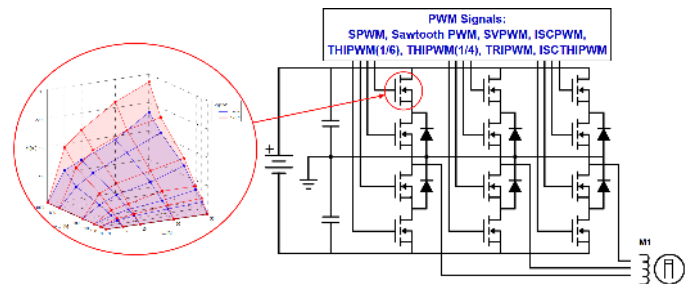 PWM Signals:
SPWM, Sawtooth PWM, SVPWM, ISCPWM,
THIPWM(1/6), THIPWM(1/4), TRIPWM, ISCTHIPWM
+
M1